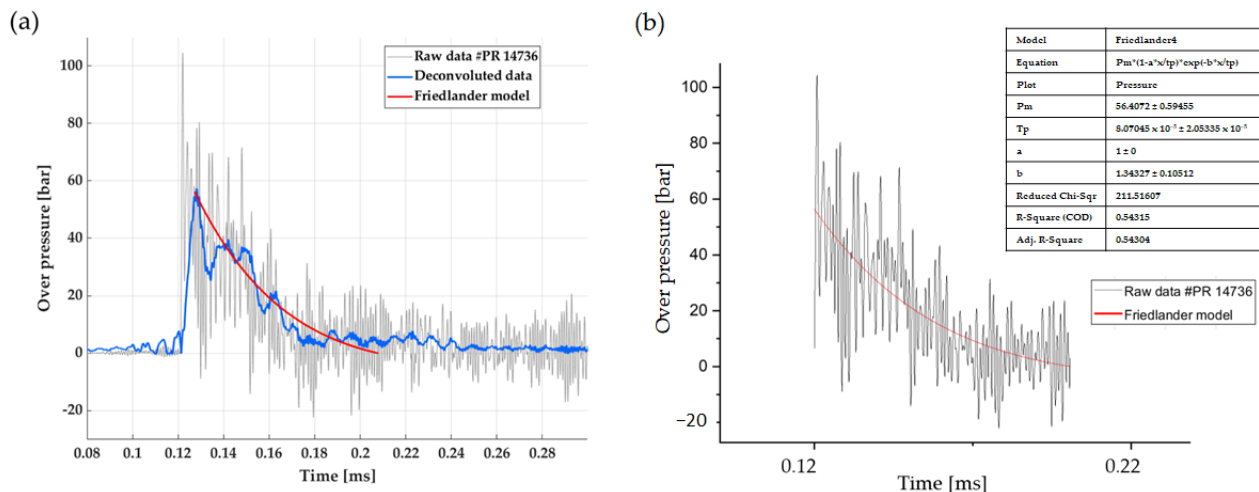 (a)
Over pressure [bar]
100
80
60
40
20
0
−20
0.08 0.1 0.12 0.14 0.16 0.18 0.2 0.22 0.24 0.26 0.28
Time [ms]
Raw data #PR 14736
Deconvoluted data
Friedlander model
(b)
Over pressure [bar]
100
80
60
40
20
0
−20
0.12 0.22
Time [ms]
Model Friedlander4
Equation Pm*(1-a*x/tp)*exp(-b*x/tp)
Plot Pressure
Pm 56.4072 ± 0.59455
Tp 8.07045 x 10⁻⁵ ± 2.05335 x 10⁻⁵
a 1 ± 0
b 1.34327 ± 0.10512
Reduced Chi-Sqr 211.51607
R-Square (COD) 0.54315
Adj. R-Square 0.54304
Raw data #PR 14736
Friedlander model